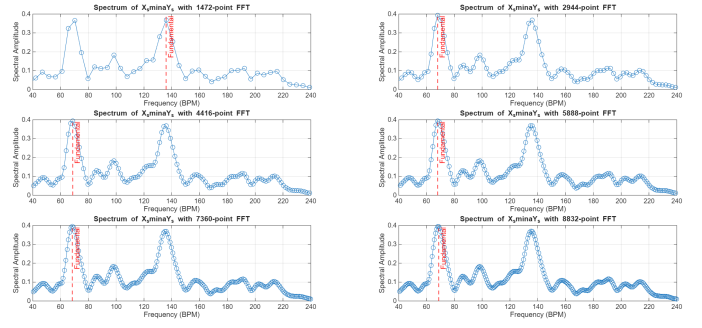 Spectrum of XsminaYs with 1472-point FFT
Spectral Amplitude
0.4
0.3
0.2
0.1
0
Fundamental
40 60 80 100 120 140 160 180 200 220 240
Frequency (BPM)
Spectrum of XsminaYs with 2944-point FFT
Spectral Amplitude
0.4
0.3
0.2
0.1
0
Fundamental
40 60 80 100 120 140 160 180 200 220 240
Frequency (BPM)
Spectrum of XsminaYs with 4416-point FFT
Spectral Amplitude
0.4
0.3
0.2
0.1
0
Fundamental
40 60 80 100 120 140 160 180 200 220 240
Frequency (BPM)
Spectrum of XsminaYs with 5888-point FFT
Spectral Amplitude
0.4
0.3
0.2
0.1
0
Fundamental
40 60 80 100 120 140 160 180 200 220 240
Frequency (BPM)
Spectrum of XsminaYs with 7360-point FFT
Spectral Amplitude
0.4
0.3
0.2
0.1
0
Fundamental
40 60 80 100 120 140 160 180 200 220 240
Frequency (BPM)
Spectrum of XsminaYs with 8832-point FFT
Spectral Amplitude
0.4
0.3
0.2
0.1
0
Fundamental
40 60 80 100 120 140 160 180 200 220 240
Frequency (BPM)